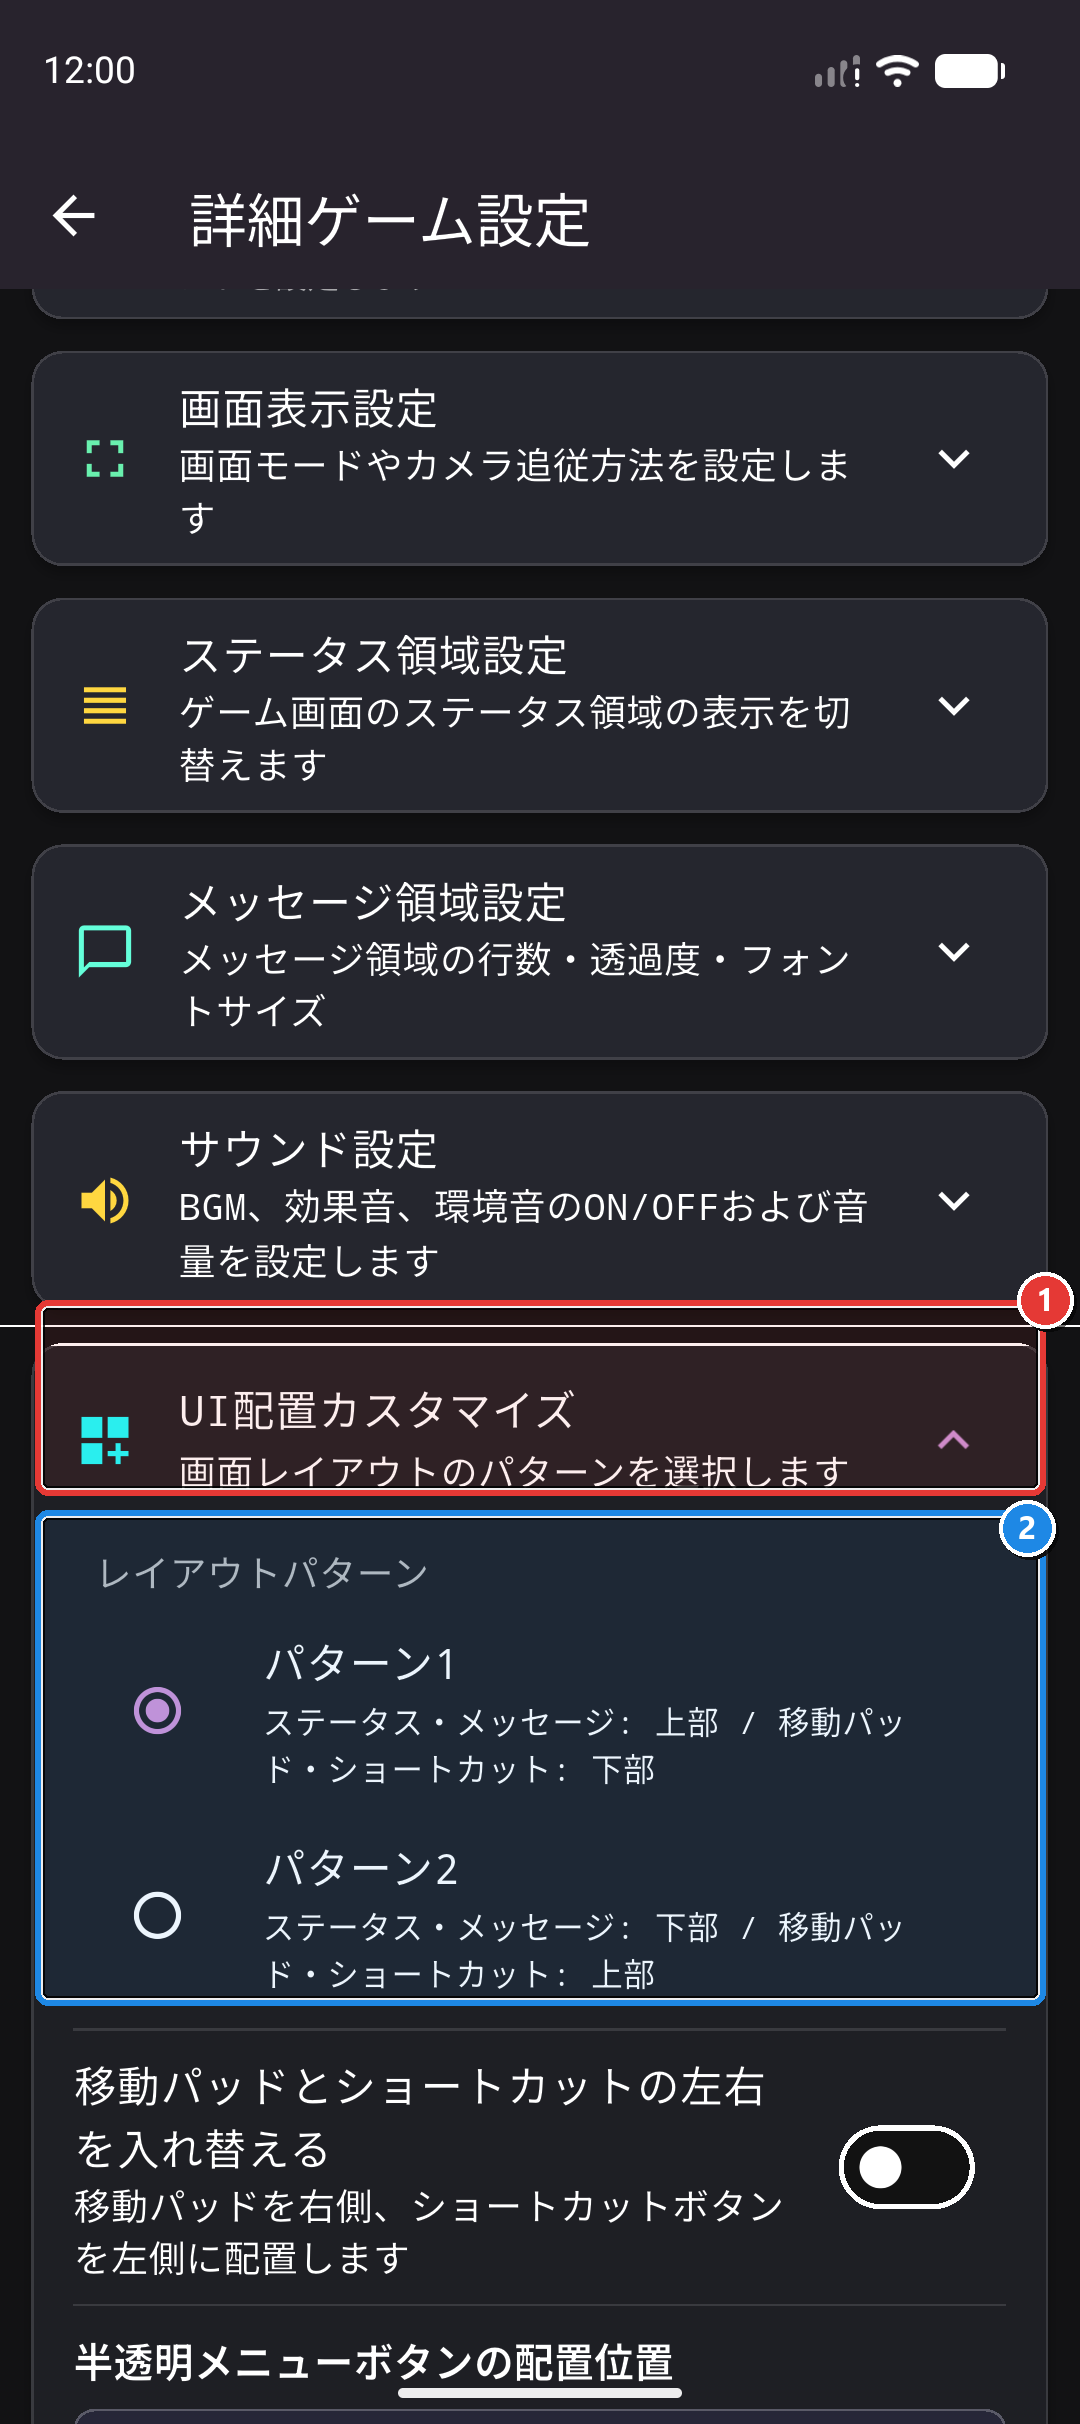 12:00
詳細ゲーム設定
画面表示設定
画面モードやカメラ追従方法を設定しま
す
ステータス領域設定
ゲーム画面のステータス領域の表示を切
替えます
メッセージ領域設定
メッセージ領域の行数・透過度・フォン
トサイズ
サウンド設定
BGM、効果音、環境音のON/OFFおよび音
量を設定します
1
UI配置カスタマイズ
画面レイアウトのパターンを選択します
2
レイアウトパターン
パターン1
ステータス・メッセージ: 上部 / 移動パッ
ド・ショートカット: 下部
パターン2
ステータス・メッセージ: 下部 / 移動パッ
ド・ショートカット: 上部
移動パッドとショートカットの左右
を入れ替える
移動パッドを右側、ショートカットボタン
を左側に配置します
半透明メニューボタンの配置位置